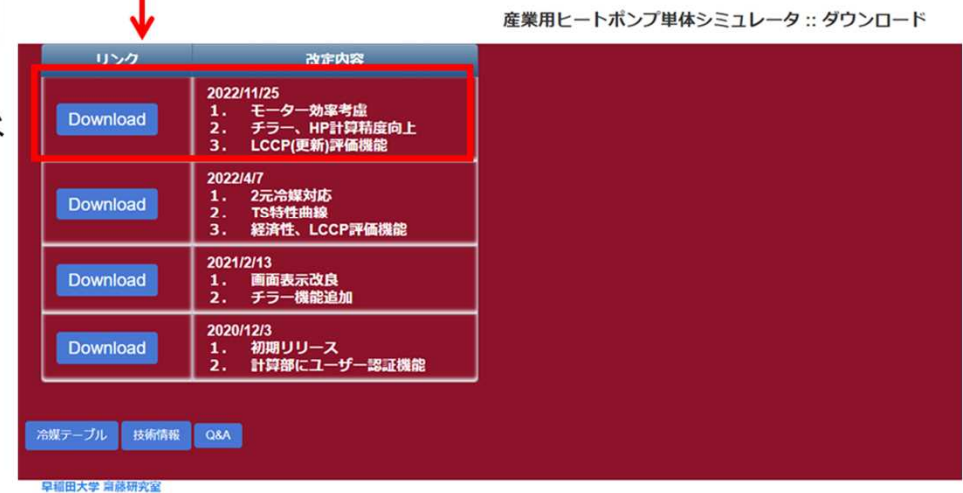 産業用ヒートポンプ単体シミュレータ :: ダウンロード
リンク 改定内容
Download
2022/11/25
1. モーター効率考慮
2. チラー、HP計算精度向上
3. LCCP(更新)評価機能
Download
2022/4/7
1. 2元冷媒対応
2. TS特性曲線
3. 経済性、LCCP評価機能
Download
2021/2/13
1. 画面表示改良
2. チラー機能追加
Download
2020/12/3
1. 初期リリース
2. 計算部にユーザー認証機能
冷媒テーブル 技術情報 Q&A
早稲田大学 齋藤研究室